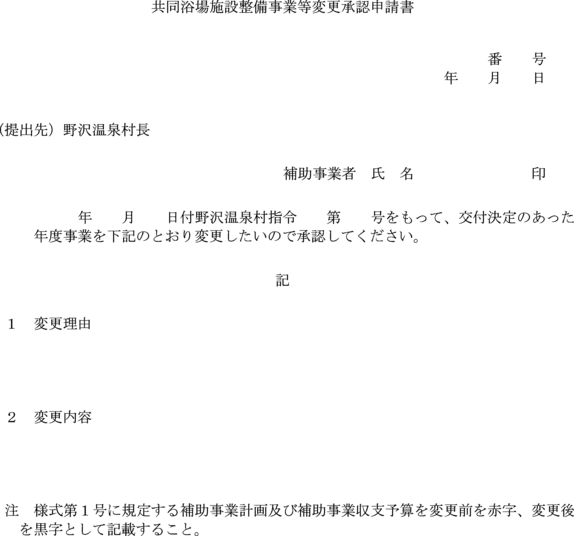 共同浴場施設整備事業等変更承認申請書
番　　号
年　　月　　日
(提出先）野沢温泉村長
補助事業者　氏　名　　　　　　　　印
年　　月　　日付野沢温泉村指令　　第　　号をもって、交付決定のあった
年度事業を下記のとおり変更したいので承認してください。
記
１　変更理由
２　変更内容
注　様式第１号に規定する補助事業計画及び補助事業収支予算を変更前を赤字、変更後
を黒字として記載すること。